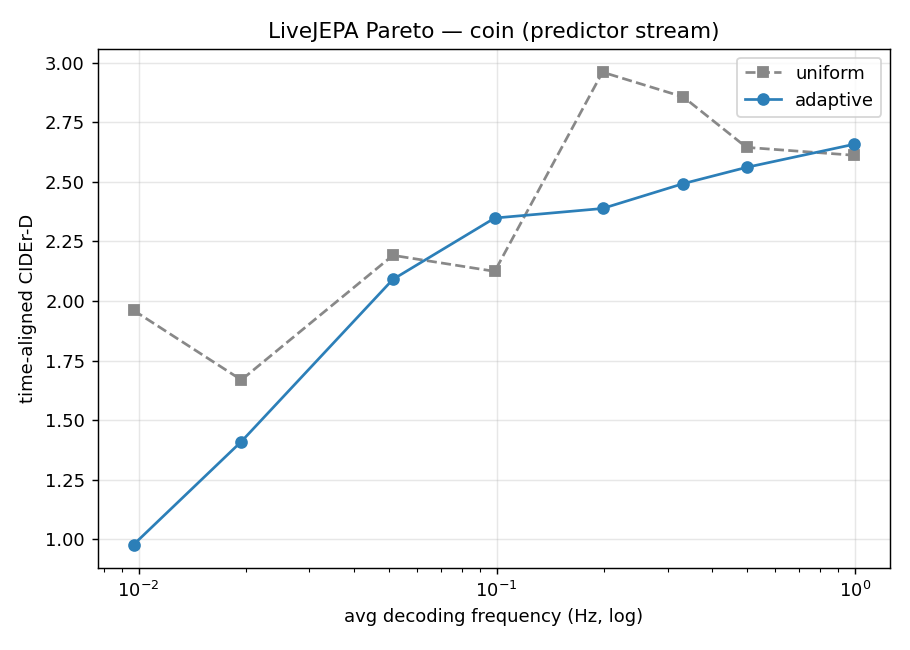 LiveJEPA Pareto — coin (predictor stream)
uniform
adaptive
time-aligned CIDEr-D
3.00
2.75
2.50
2.25
2.00
1.75
1.50
1.25
1.00
10⁻² 10⁻¹ 10⁰
avg decoding frequency (Hz, log)